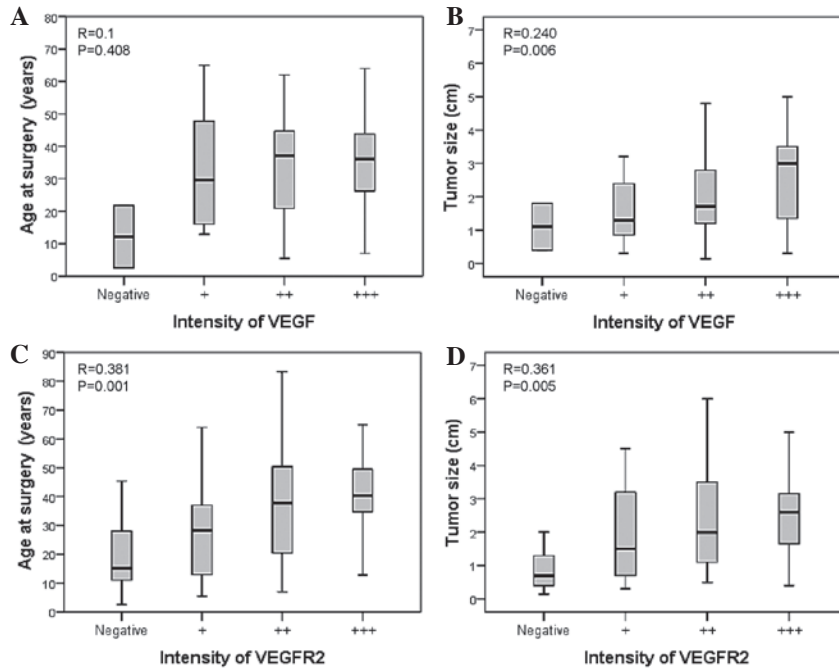 A
R=0.1
P=0.408
Age at surgery (years)
80
70
60
50
40
30
20
10
0
Negative + ++ +++
Intensity of VEGF
B
R=0.240
P=0.006
Tumor size (cm)
7
6
5
4
3
2
1
0
Negative + ++ +++
Intensity of VEGF
C
R=0.381
P=0.001
Age at surgery (years)
90
80
70
60
50
40
30
20
10
0
Negative + ++ +++
Intensity of VEGFR2
D
R=0.361
P=0.005
Tumor size (cm)
7
6
5
4
3
2
1
0
Negative + ++ +++
Intensity of VEGFR2